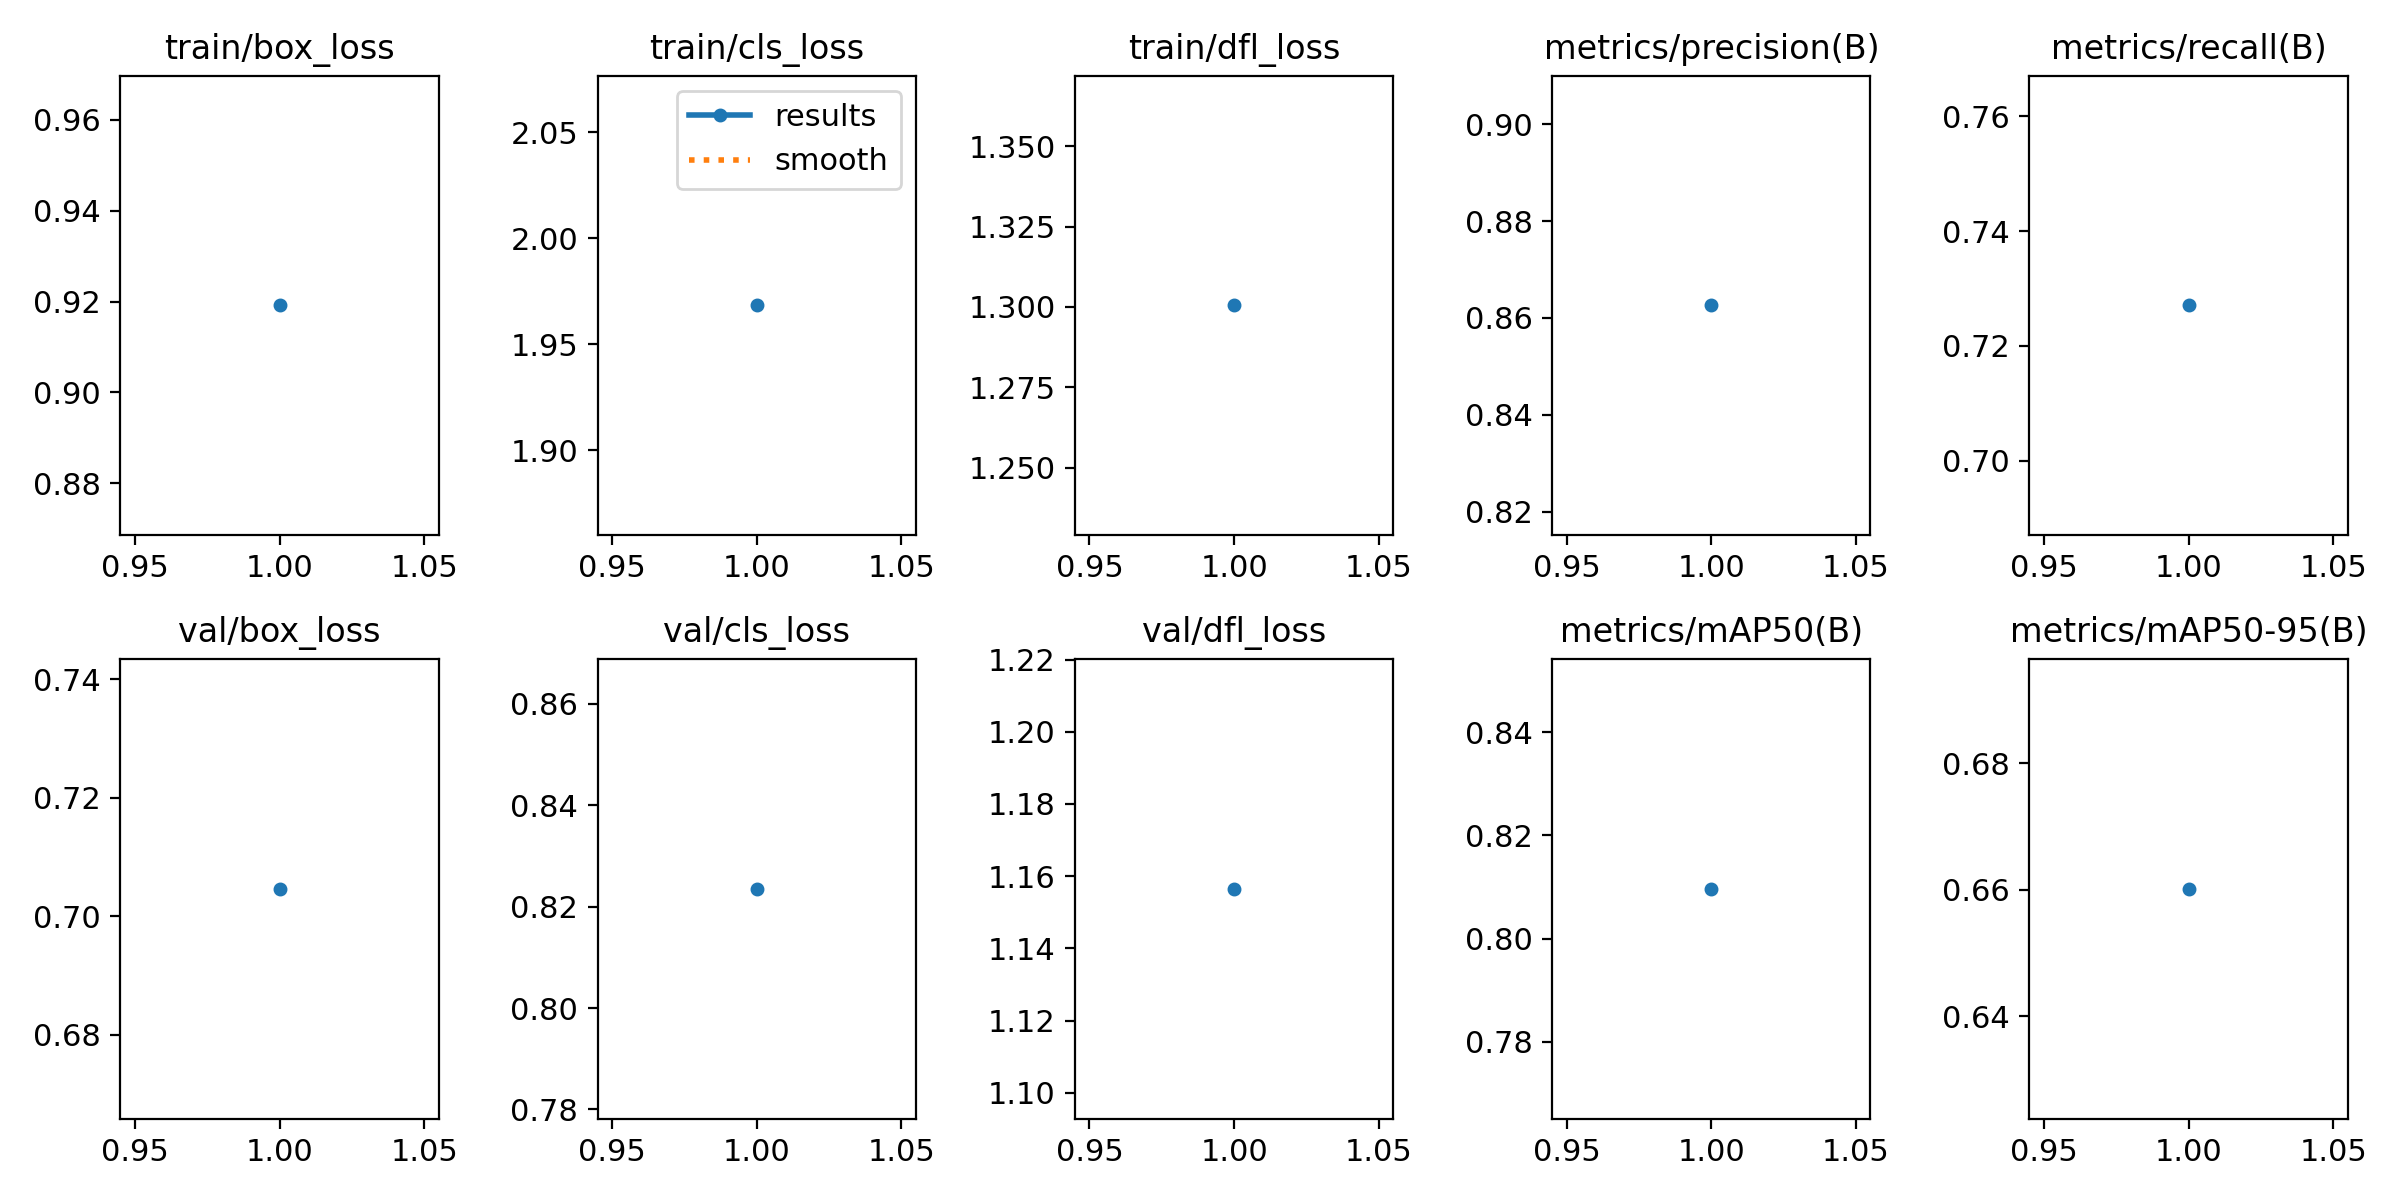 train/box_loss
0.96
0.94
0.92
0.90
0.88
0.95 1.00 1.05
train/cls_loss
results
smooth
2.05
2.00
1.95
1.90
0.95 1.00 1.05
train/dfl_loss
1.350
1.325
1.300
1.275
1.250
0.95 1.00 1.05
metrics/precision(B)
0.90
0.88
0.86
0.84
0.82
0.95 1.00 1.05
metrics/recall(B)
0.76
0.74
0.72
0.70
0.95 1.00 1.05
val/box_loss
0.74
0.72
0.70
0.68
0.95 1.00 1.05
val/cls_loss
0.86
0.84
0.82
0.80
0.78
0.95 1.00 1.05
val/dfl_loss
1.22
1.20
1.18
1.16
1.14
1.12
1.10
0.95 1.00 1.05
metrics/mAP50(B)
0.84
0.82
0.80
0.78
0.95 1.00 1.05
metrics/mAP50-95(B)
0.68
0.66
0.64
0.95 1.00 1.05